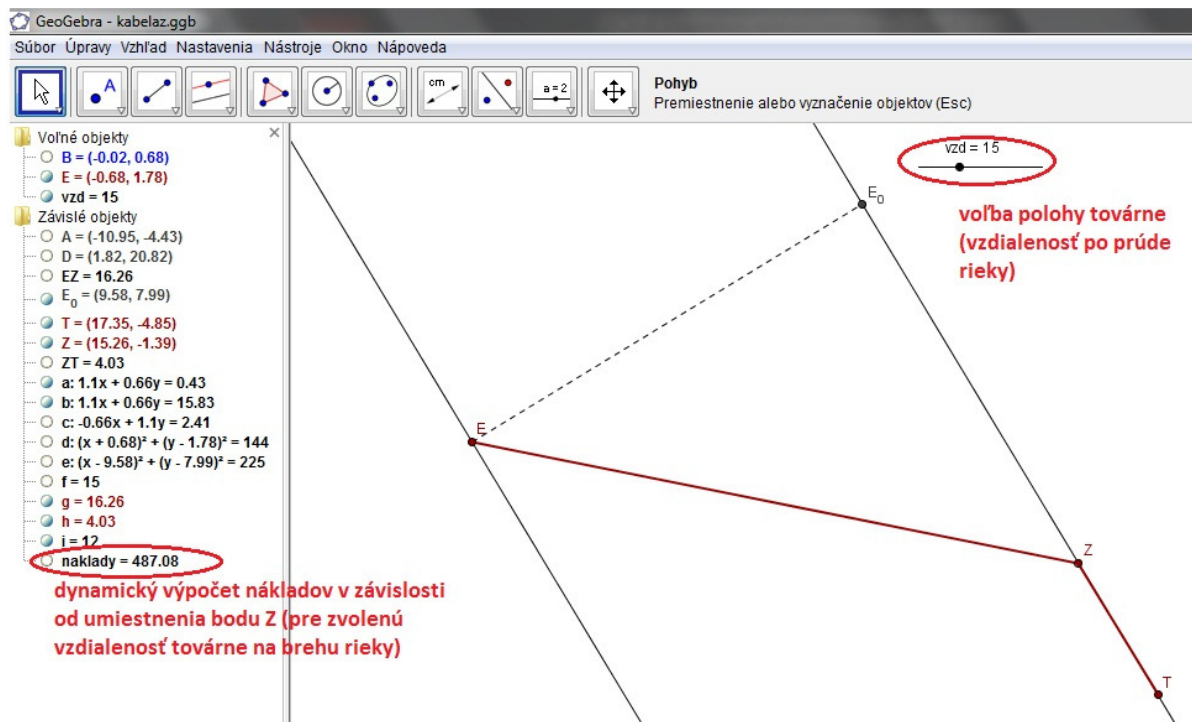 GeoGebra - kabelaz.ggb
Súbor Úpravy Vzhľad Nastavenia Nástroje Okno Nápoveda
A
cm
a = 2
Pohyb
Premiestnenie alebo vyznačenie objektov (Esc)
Voľné objekty
B = (-0.02, 0.68)
E = (-0.68, 1.78)
vzd = 15
Závislé objekty
A = (-10.95, -4.43)
D = (1.82, 20.82)
EZ = 16.26
E₀ = (9.58, 7.99)
T = (17.35, -4.85)
Z = (15.26, -1.39)
ZT = 4.03
a: 1.1x + 0.66y = 0.43
b: 1.1x + 0.66y = 15.83
c: -0.66x + 1.1y = 2.41
d: (x + 0.68)² + (y - 1.78)² = 144
e: (x - 9.58)² + (y - 7.99)² = 225
f = 15
g = 16.26
h = 4.03
i = 12
naklady = 487.08
dynamický výpočet nákladov v závislosti
od umiestnenia bodu Z (pre zvolenú
vzdialenosť továrne na brehu rieky)
vzd = 15
E₀
voľba polohy továrne
(vzdialenosť po prúde
rieky)
E
Z
T